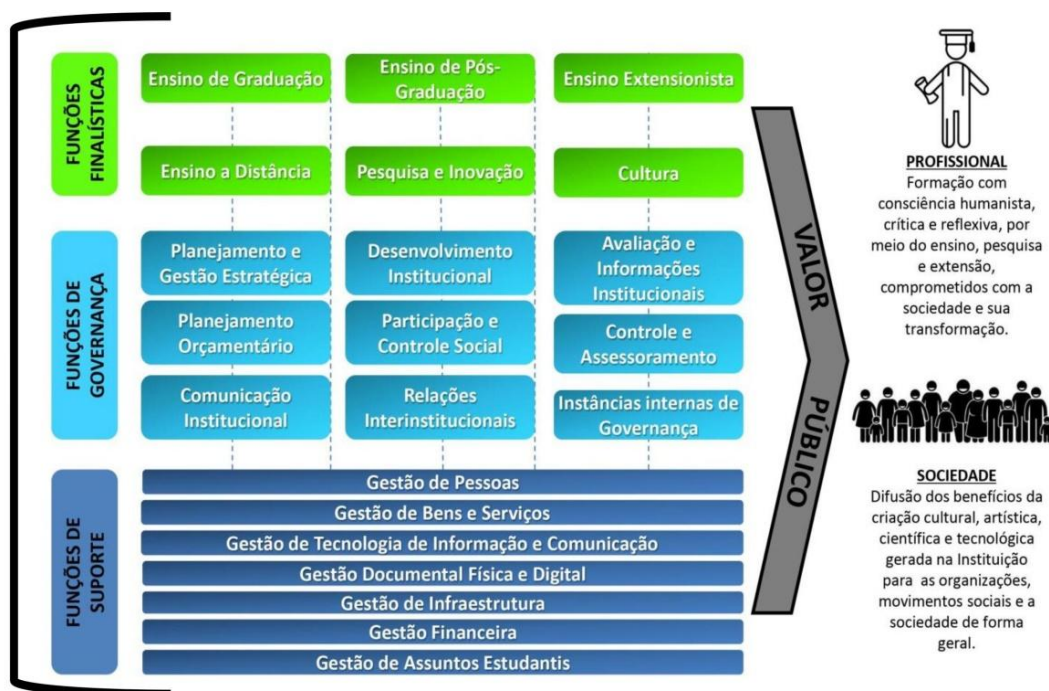 FUNÇÕES
FINALÍSTICAS
Ensino de Graduação
Ensino de Pós-
Graduação
Ensino Extensionista
Ensino a Distância
Pesquisa e Inovação
Cultura
FUNÇÕES DE
GOVERNANÇA
Planejamento e
Gestão Estratégica
Desenvolvimento
Institucional
Avaliação e
Informações
Institucionais
Planejamento
Orçamentário
Participação e
Controle Social
Controle e
Assessoramento
Comunicação
Institucional
Relações
Interinstitucionais
Instâncias internas de
Governança
FUNÇÕES DE
SUPORTE
Gestão de Pessoas
Gestão de Bens e Serviços
Gestão de Tecnologia de Informação e Comunicação
Gestão Documental Física e Digital
Gestão de Infraestrutura
Gestão Financeira
Gestão de Assuntos Estudantis
VALOR
PÚBLICO
PROFISSIONAL
Formação com
consciência humanista,
crítica e reflexiva, por
meio do ensino, pesquisa
e extensão,
comprometidos com a
sociedade e sua
transformação.
SOCIEDADE
Difusão dos benefícios da
criação cultural, artística,
científica e tecnológica
gerada na Instituição
para as organizações,
movimentos sociais e a
sociedade de forma
geral.